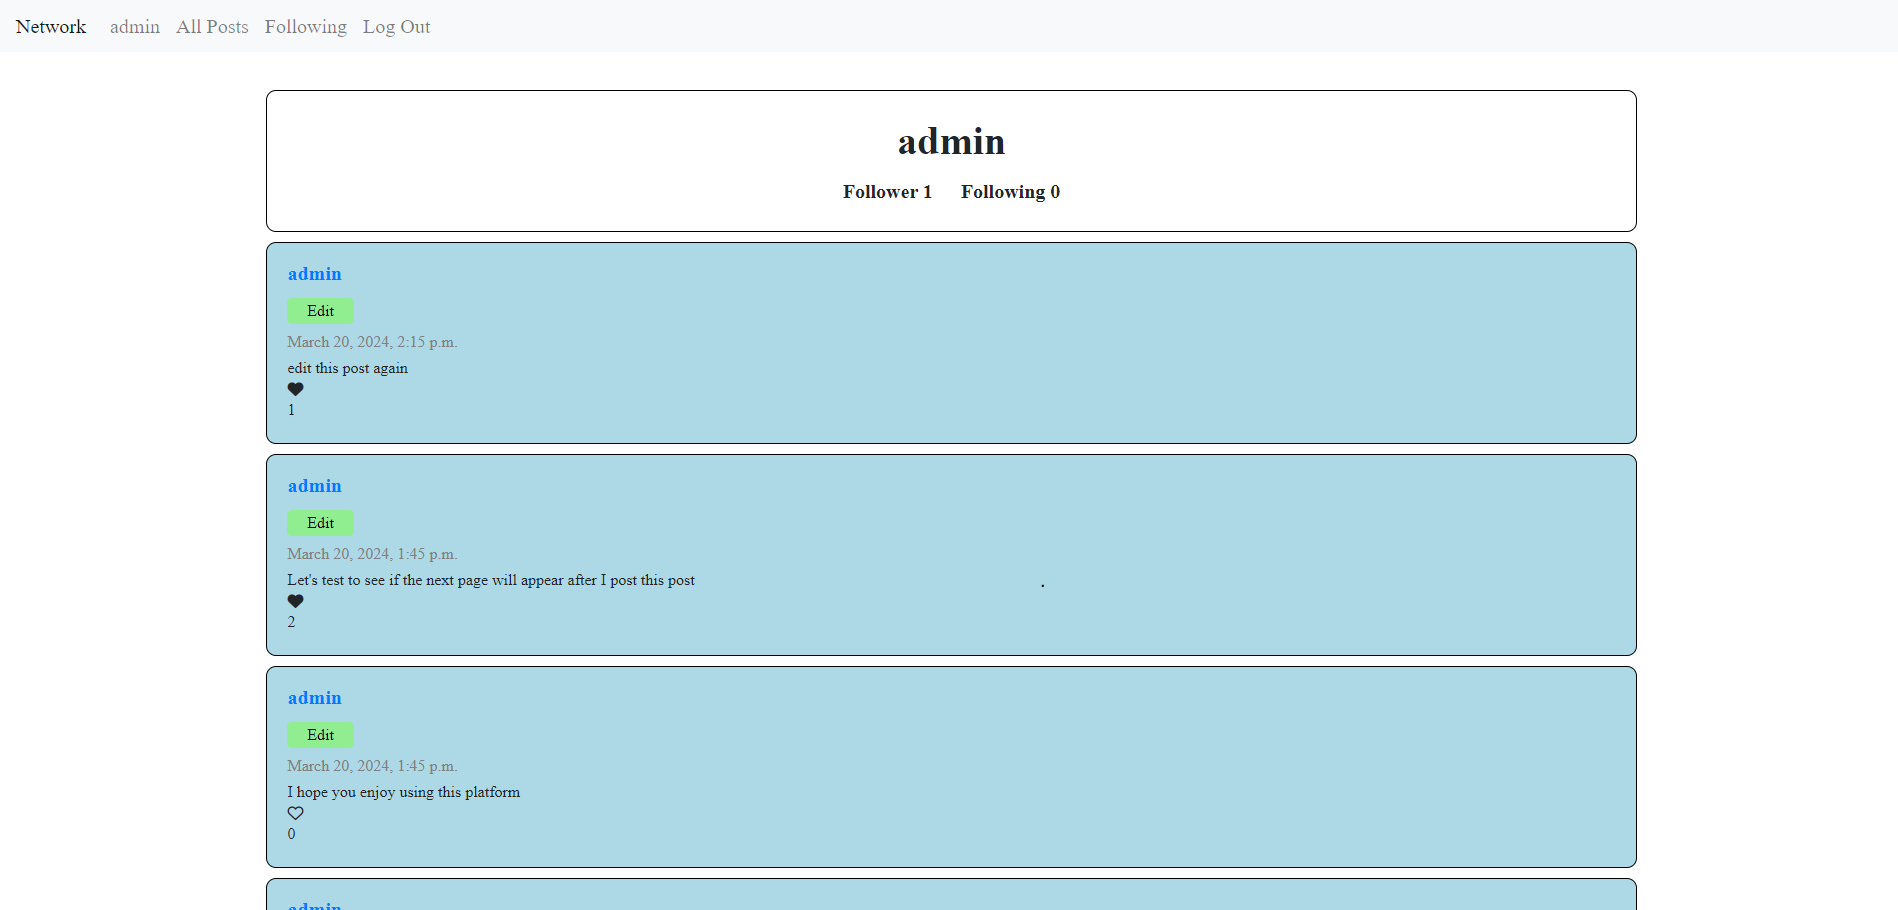 Network admin All Posts Following Log Out
admin
Follower 1 Following 0
admin
Edit
March 20, 2024, 2:15 p.m.
edit this post again
1
admin
Edit
March 20, 2024, 1:45 p.m.
Let's test to see if the next page will appear after I post this post
2
admin
Edit
March 20, 2024, 1:45 p.m.
I hope you enjoy using this platform
0
admin